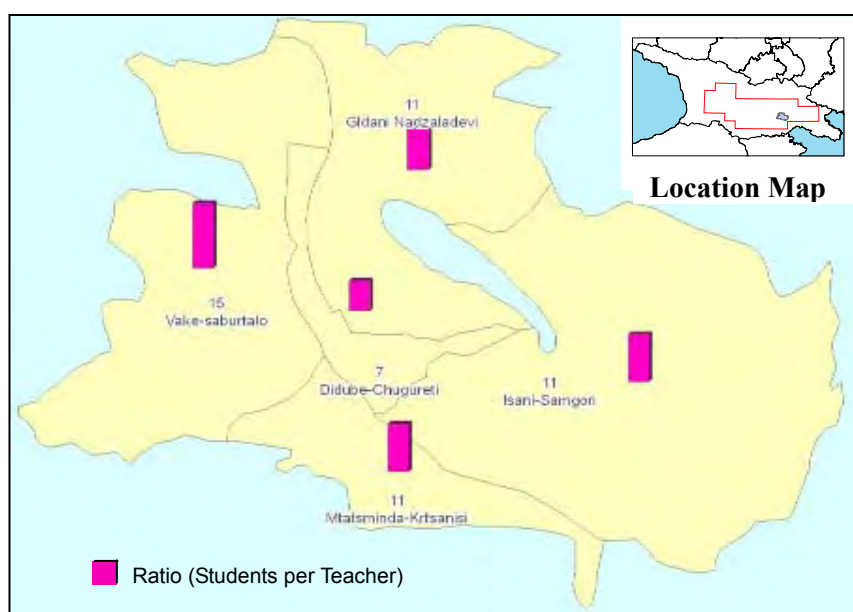 11
Gldani Nadzaladevi
Location Map
15
Vake-saburtalo
7
Didube-Chugureti
11
Isani-Samgori
11
Mtatsminda-Krtsanisi
Ratio (Students per Teacher)